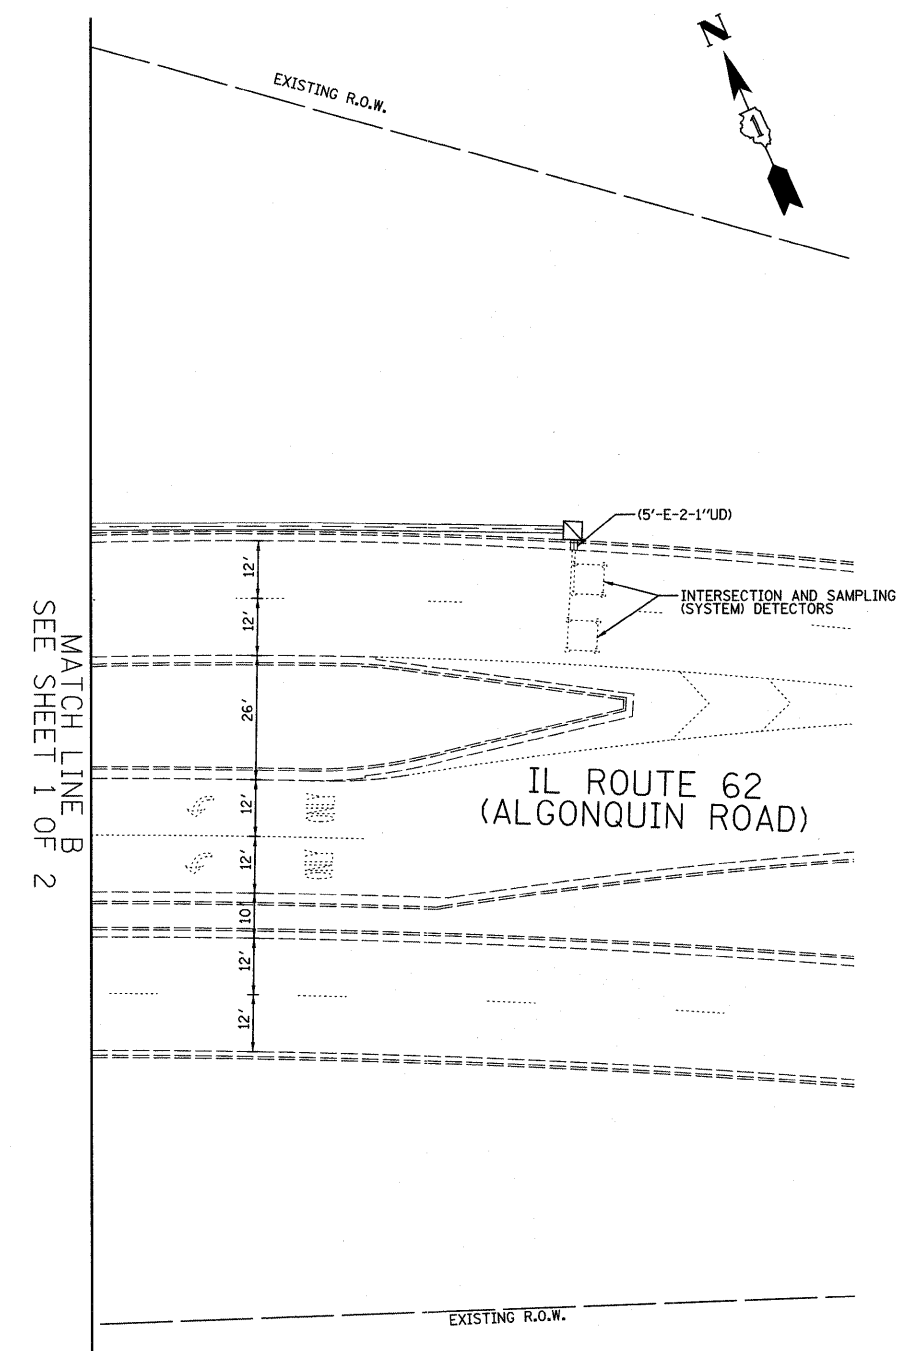 N
1
EXISTING R.O.W.
(5'-E-2-1"UD)
12'
12'
INTERSECTION AND SAMPLING
(SYSTEM) DETECTORS
26'
MATCH LINE B
SEE SHEET 1 OF 2
IL ROUTE 62
(ALGONQUIN ROAD)
12'
12'
10'
12'
12'
EXISTING R.O.W.